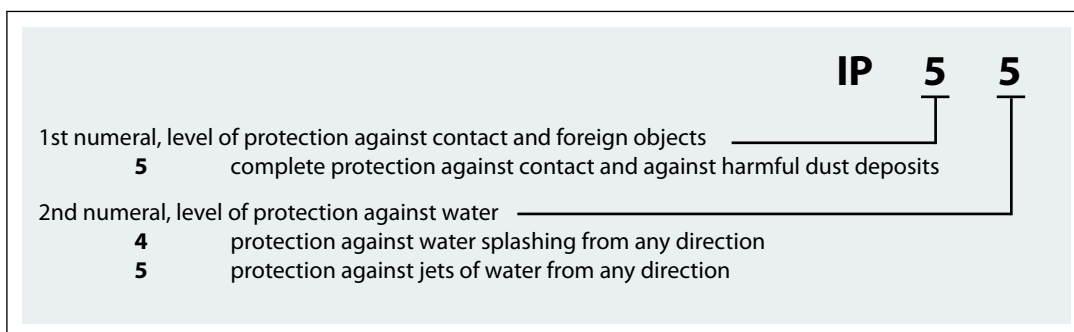 IP 5 5
1st numeral, level of protection against contact and foreign objects
5 complete protection against contact and against harmful dust deposits
2nd numeral, level of protection against water
4 protection against water splashing from any direction
5 protection against jets of water from any direction